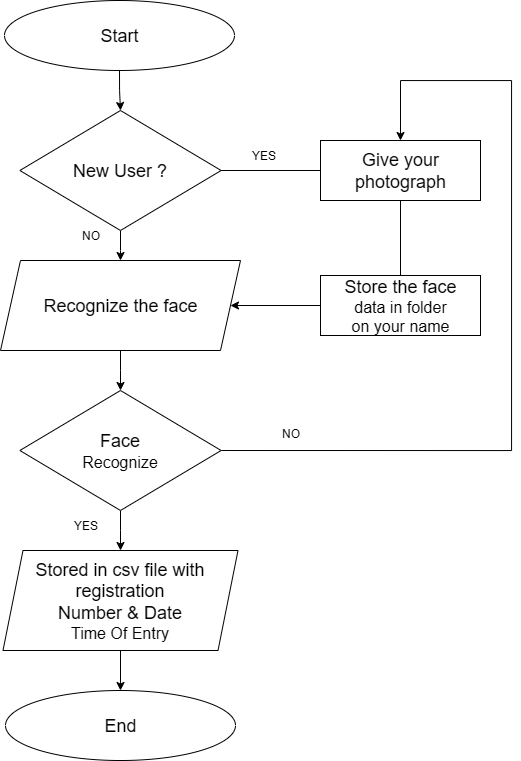 Start
New User ?
YES
Give your
photograph
NO
Recognize the face
Store the face
data in folder
on your name
Face
Recognize
NO
YES
Stored in csv file with
registration
Number & Date
Time Of Entry
End